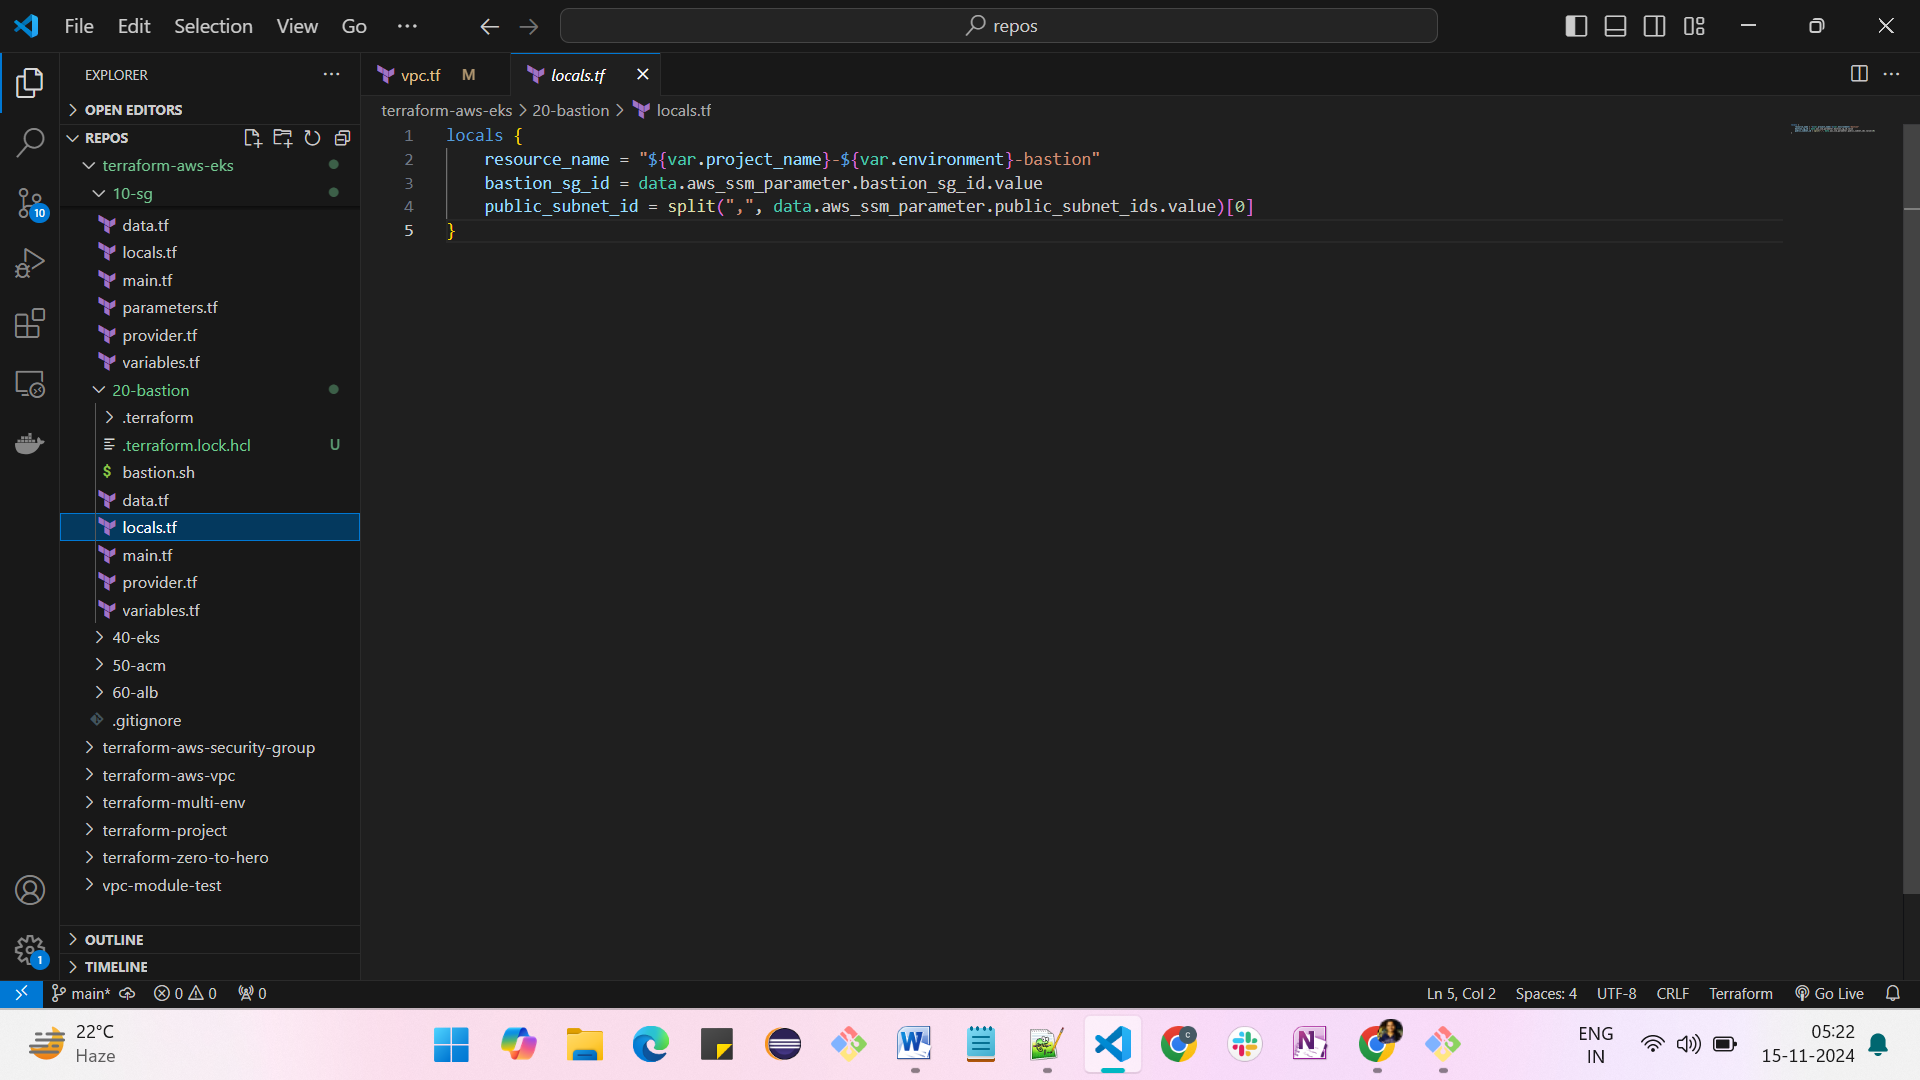 File Edit Selection View Go ···
repos
EXPLORER
OPEN EDITORS
REPOS
terraform-aws-eks
10-sg
data.tf
locals.tf
main.tf
parameters.tf
provider.tf
variables.tf
20-bastion
.terraform
.terraform.lock.hcl U
bastion.sh
data.tf
locals.tf
main.tf
provider.tf
variables.tf
40-eks
50-acm
60-alb
.gitignore
terraform-aws-security-group
terraform-aws-vpc
terraform-multi-env
terraform-project
terraform-zero-to-hero
vpc-module-test
OUTLINE
TIMELINE
10
1
vpc.tf M locals.tf
terraform-aws-eks > 20-bastion > locals.tf
1 locals {
2 resource_name = "${var.project_name}-${var.environment}-bastion"
3 bastion_sg_id = data.aws_ssm_parameter.bastion_sg_id.value
4 public_subnet_id = split(",", data.aws_ssm_parameter.public_subnet_ids.value)[0]
5 }
main* 0 0 0 Ln 5, Col 2 Spaces: 4 UTF-8 CRLF Terraform Go Live
22°C
Haze
W
N
C
ENG
IN
05:22
15-11-2024